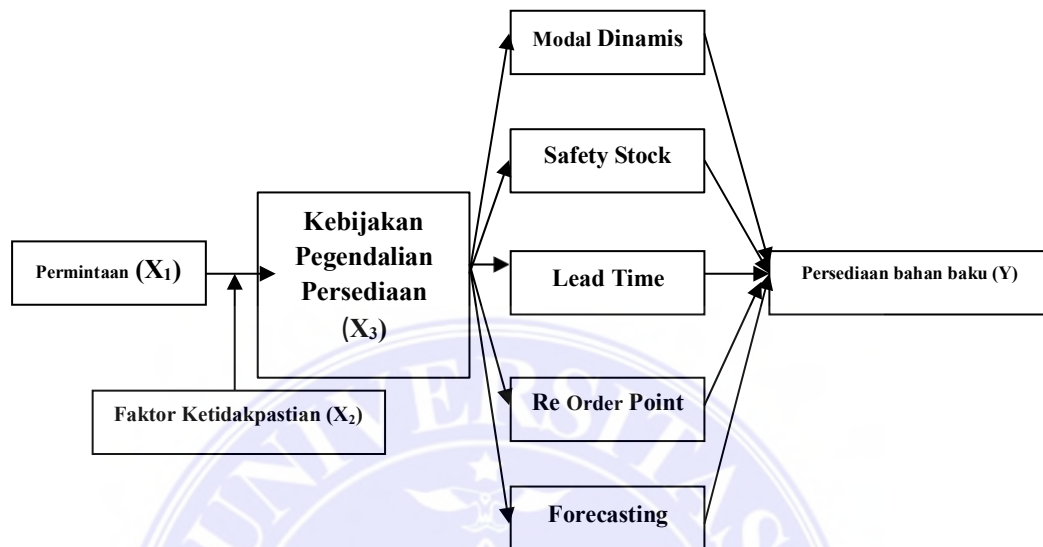 Modal Dinamis
Safety Stock
Kebijakan
Pegendalian
Persediaan
(X₃)
Permintaan (X₁)
Lead Time
Persediaan bahan baku (Y)
Faktor Ketidakpastian (X₂)
Re Order Point
Forecasting
UNIVERSITAS